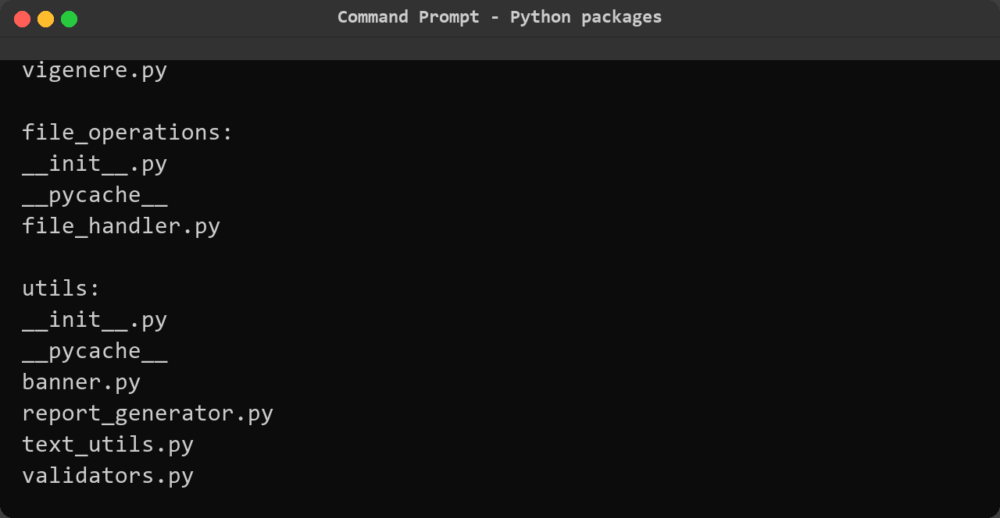 Command Prompt - Python packages
vigenere.py
file_operations:
__init__.py
__pycache__
file_handler.py
utils:
__init__.py
__pycache__
banner.py
report_generator.py
text_utils.py
validators.py